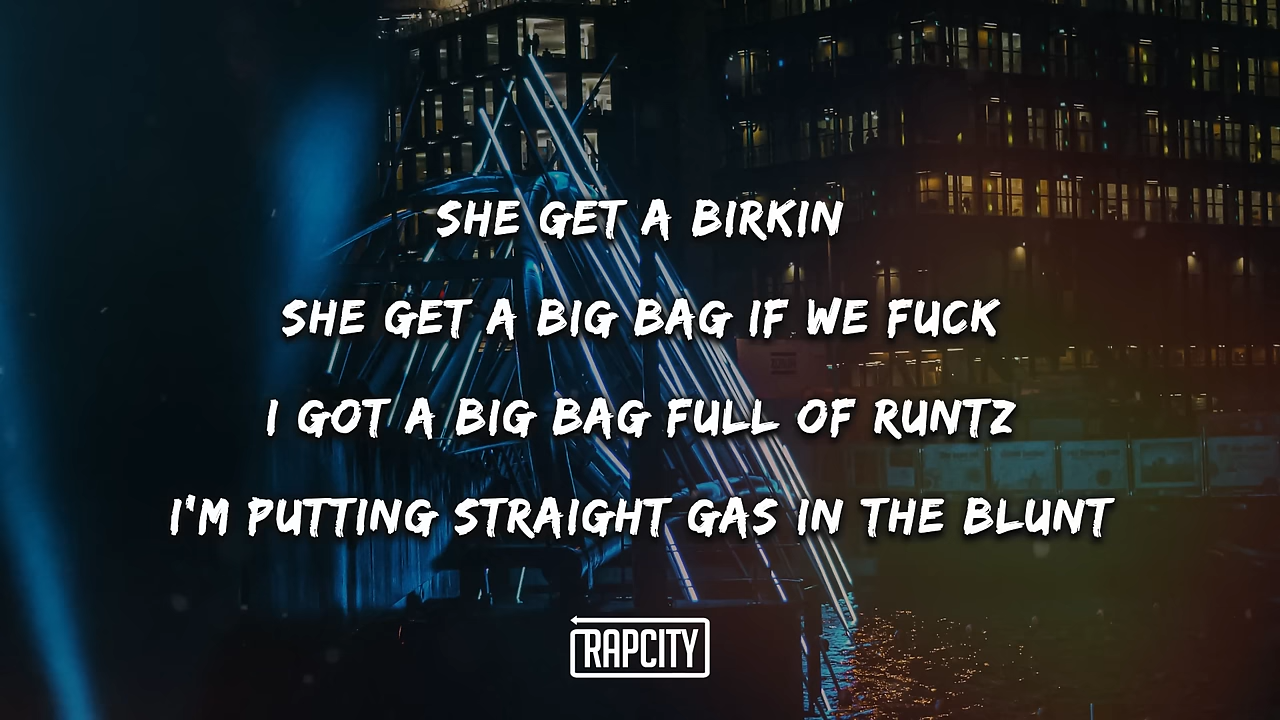 SHE GET A BIRKIN
SHE GET A BIG BAG IF WE FUCK
I GOT A BIG BAG FULL OF RUNTZ
I'M PUTTING STRAIGHT GAS IN THE BLUNT
RAPCITY